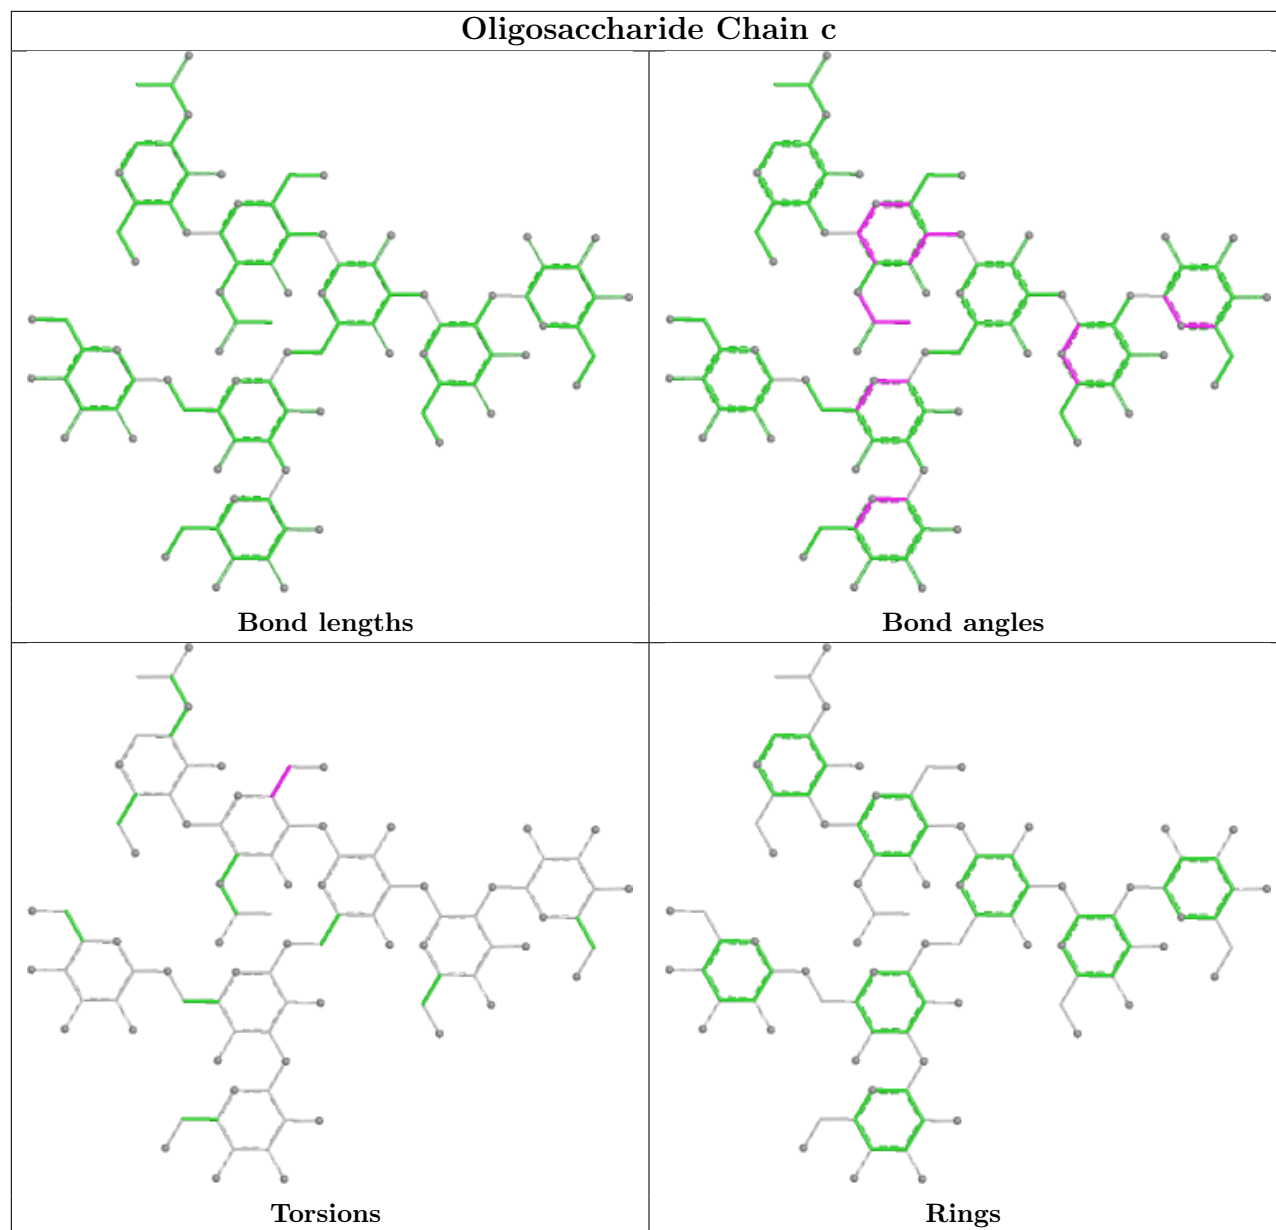 Oligosaccharide Chain c
Bond lengths
Bond angles
Torsions
Rings